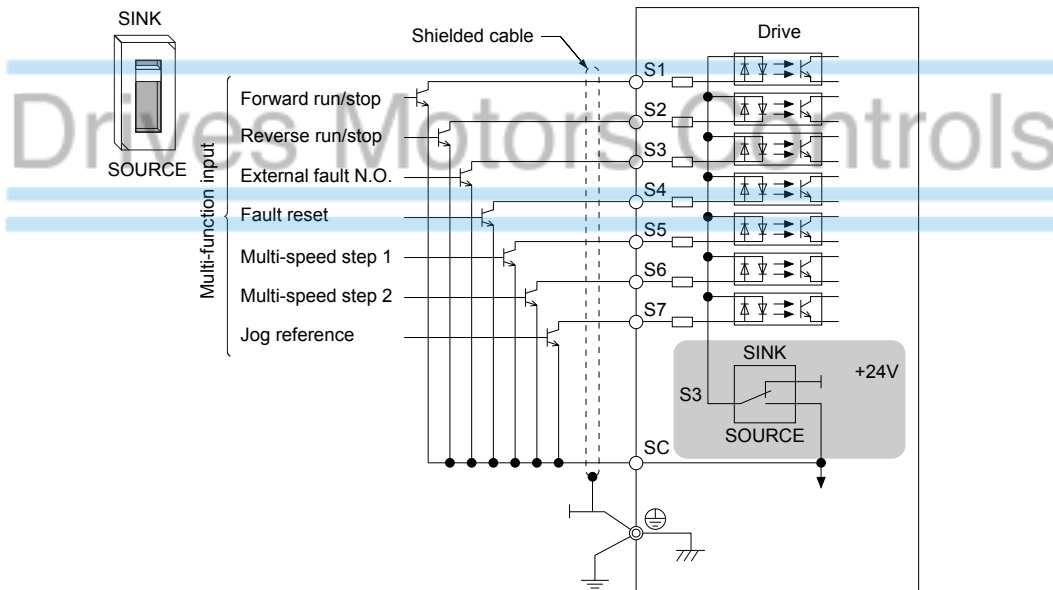 SINK
SOURCE
Multi-function input
Forward run/stop
Reverse run/stop
External fault N.O.
Fault reset
Multi-speed step 1
Multi-speed step 2
Jog reference
Shielded cable
Drive
S1
S2
S3
S4
S5
S6
S7
SINK
+24V
S3
SOURCE
SC
Drives Motors Controls